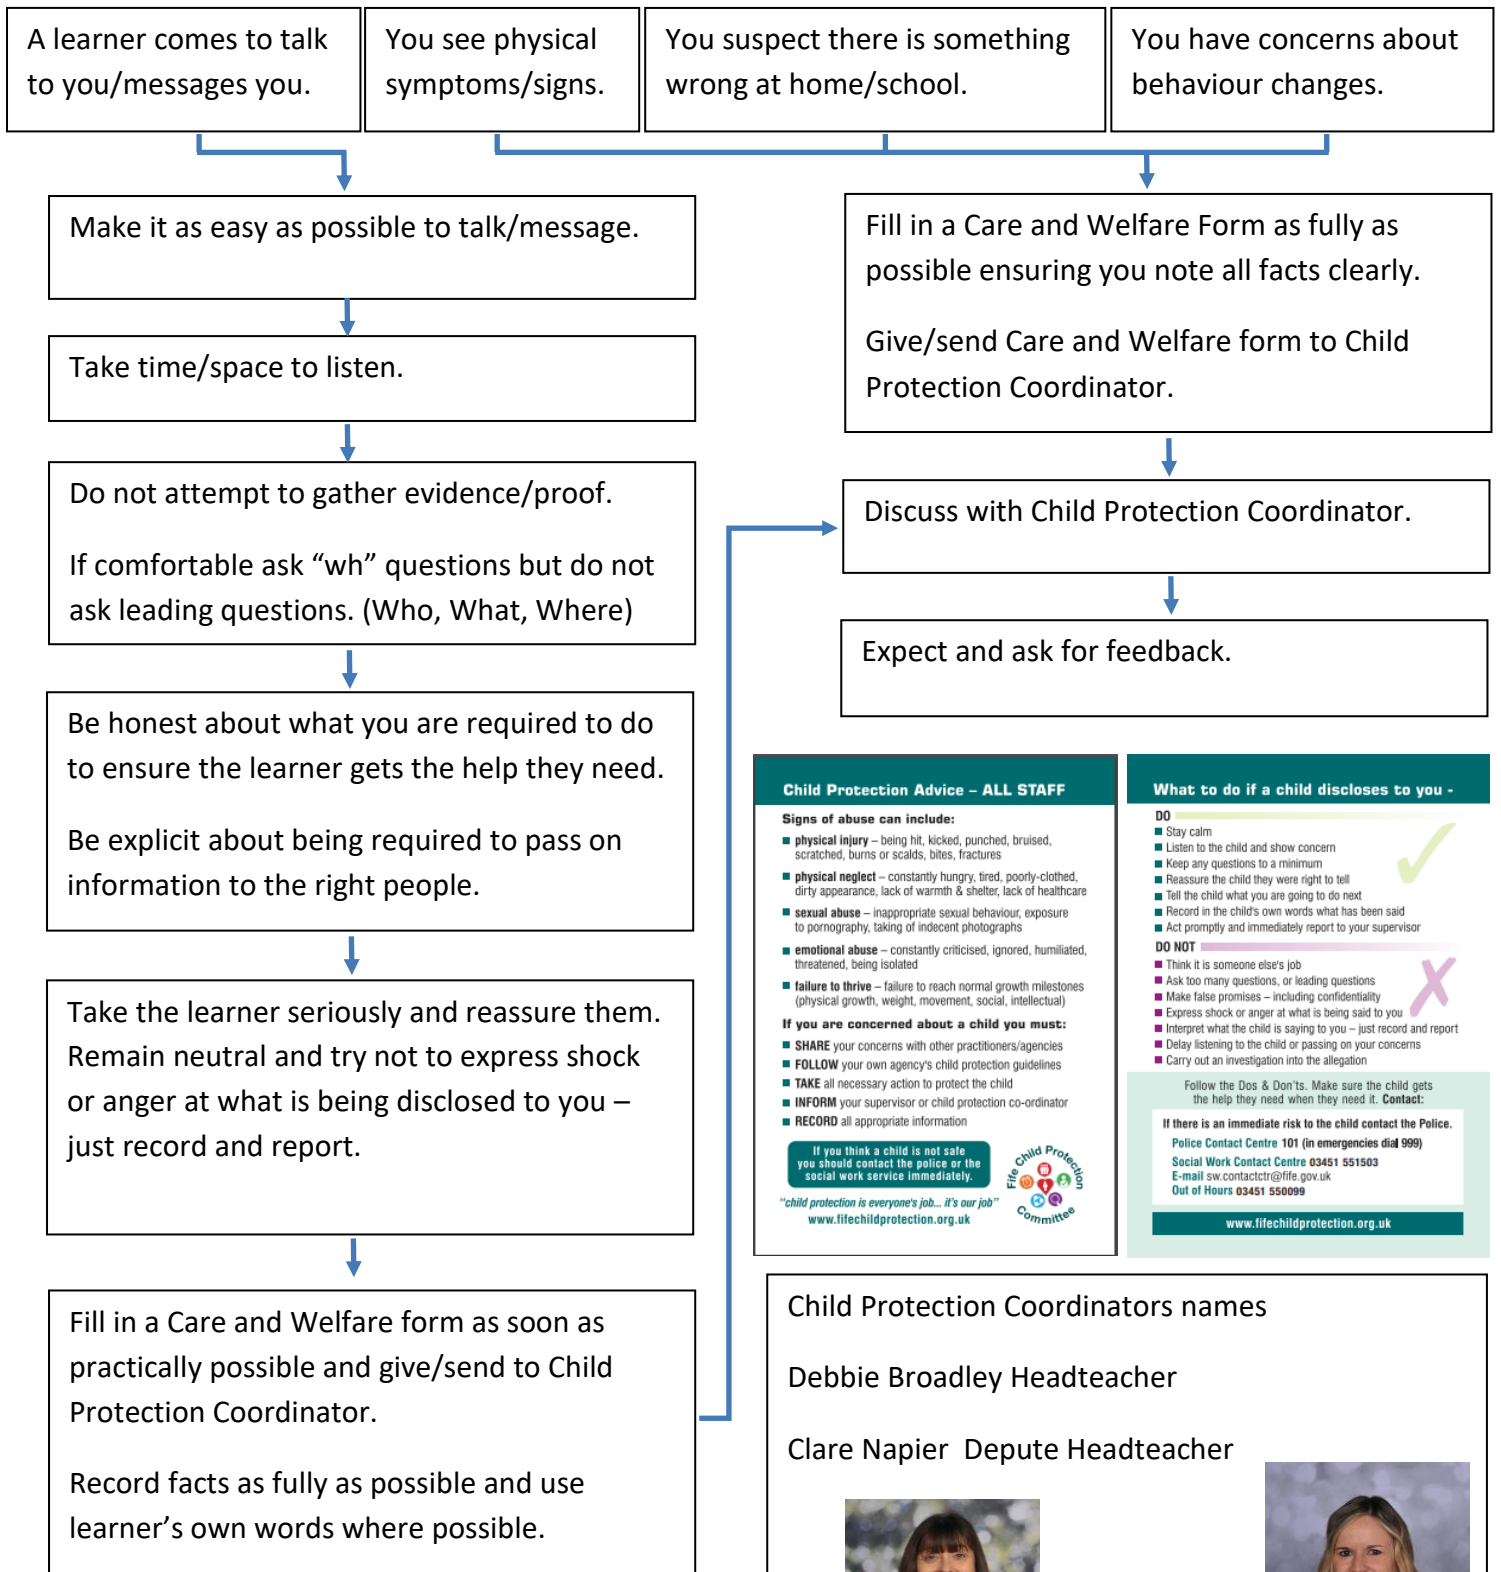 A learner comes to talk
to you/messages you.
You see physical
symptoms/signs.
You suspect there is something
wrong at home/school.
You have concerns about
behaviour changes.
Make it as easy as possible to talk/message.
Take time/space to listen.
Do not attempt to gather evidence/proof.
If comfortable ask “wh” questions but do not
ask leading questions. (Who, What, Where)
Be honest about what you are required to do
to ensure the learner gets the help they need.
Be explicit about being required to pass on
information to the right people.
Take the learner seriously and reassure them.
Remain neutral and try not to express shock
or anger at what is being disclosed to you –
just record and report.
Fill in a Care and Welfare form as soon as
practically possible and give/send to Child
Protection Coordinator.
Record facts as fully as possible and use
learner’s own words where possible.
Fill in a Care and Welfare Form as fully as
possible ensuring you note all facts clearly.
Give/send Care and Welfare form to Child
Protection Coordinator.
Discuss with Child Protection Coordinator.
Expect and ask for feedback.
Child Protection Advice – ALL STAFF
Signs of abuse can include:
physical injury – being hit, kicked, punched, bruised,
scratched, burns or scalds, bites, fractures
physical neglect – constantly hungry, tired, poorly-clothed,
dirty appearance, lack of warmth & shelter, lack of healthcare
sexual abuse – inappropriate sexual behaviour, exposure
to pornography, taking of indecent photographs
emotional abuse – constantly criticised, ignored, humiliated,
threatened, being isolated
failure to thrive – failure to reach normal growth milestones
(physical growth, weight, movement, social, intellectual)
If you are concerned about a child you must:
SHARE your concerns with other practitioners/agencies
FOLLOW your own agency's child protection guidelines
TAKE all necessary action to protect the child
INFORM your supervisor or child protection co-ordinator
RECORD all appropriate information
If you think a child is not safe
you should contact the police or the
social work service immediately.
"child protection is everyone's job... it's our job"
www.fifechildprotection.org.uk
Fife Child Protection
Committee
What to do if a child discloses to you -
DO
Stay calm
Listen to the child and show concern
Keep any questions to a minimum
Reassure the child they were right to tell
Tell the child what you are going to do next
Record in the child's own words what has been said
Act promptly and immediately report to your supervisor
DO NOT
Think it is someone else's job
Ask too many questions, or leading questions
Make false promises – including confidentiality
Express shock or anger at what is being said to you
Interpret what the child is saying to you – just record and report
Delay listening to the child or passing on your concerns
Carry out an investigation into the allegation
Follow the Dos & Don'ts. Make sure the child gets
the help they need when they need it. Contact:
If there is an immediate risk to the child contact the Police.
Police Contact Centre 101 (in emergencies dial 999)
Social Work Contact Centre 03451 551503
E-mail sw.contactctr@fife.gov.uk
Out of Hours 03451 550099
www.fifechildprotection.org.uk
Child Protection Coordinators names
Debbie Broadley Headteacher
Clare Napier Depute Headteacher